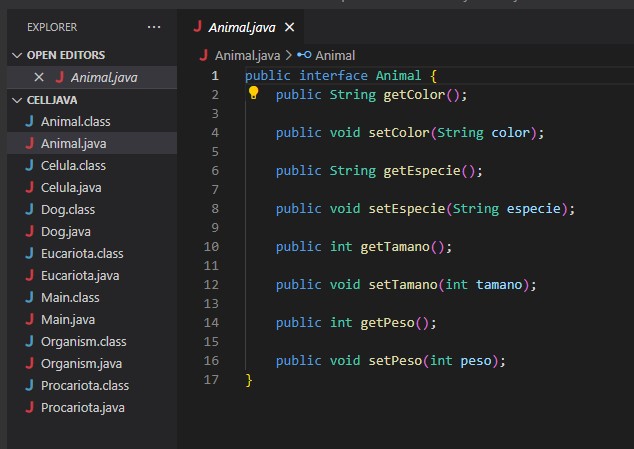 EXPLORER ...
OPEN EDITORS
Animal.java
CELLJAVA
J Animal.class
J Animal.java
J Celula.class
J Celula.java
J Dog.class
J Dog.java
J Eucariota.class
J Eucariota.java
J Main.class
J Main.java
J Organism.class
J Organism.java
J Procariota.class
J Procariota.java
J Animal.java
J Animal.java > Animal
1 public interface Animal {
2 public String getColor();
3
4 public void setColor(String color);
5
6 public String getEspecie();
7
8 public void setEspecie(String especie);
9
10 public int getTamano();
11
12 public void setTamano(int tamano);
13
14 public int getPeso();
15
16 public void setPeso(int peso);
17 }